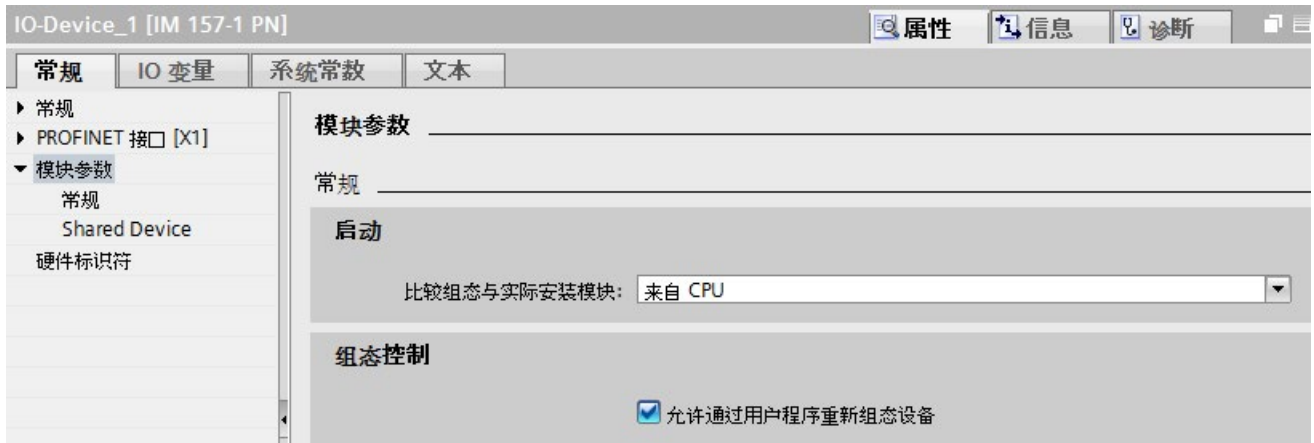 IO-Device_1 [IM 157-1 PN]
属性
信息
诊断
常规
IO 变量
系统常数
文本
常规
PROFINET 接口 [X1]
模块参数
常规
Shared Device
硬件标识符
模块参数
常规
启动
比较组态与实际安装模块: 来自 CPU
组态控制
允许通过用户程序重新组态设备